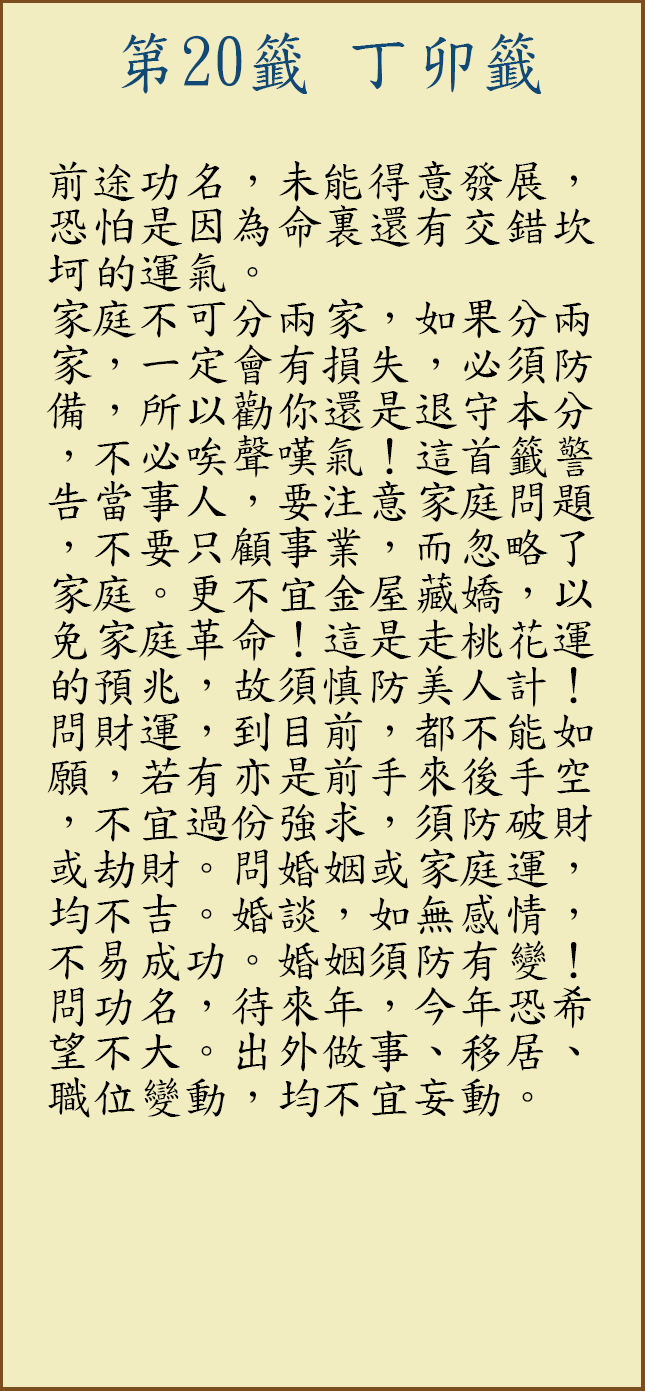 第20籤 丁卯籤
前途功名，未能得意發展，
恐怕是因為命裏還有交錯坎
坷的運氣。
家庭不可分兩家，如果分兩
家，一定會有損失，必須防
備，所以勸你還是退守本分
，不必唉聲嘆氣！這首籤警
告當事人，要注意家庭問題
，不要只顧事業，而忽略了
家庭。更不宜金屋藏嬌，以
免家庭革命！這是走桃花運
的預兆，故須慎防美人計！
問財運，到目前，都不能如
願，若有亦是前手來後手空
，不宜過份強求，須防破財
或劫財。問婚姻或家庭運，
均不吉。婚談，如無感情，
不易成功。婚姻須防有變！
問功名，待來年，今年恐希
望不大。出外做事、移居、
職位變動，均不宜妄動。